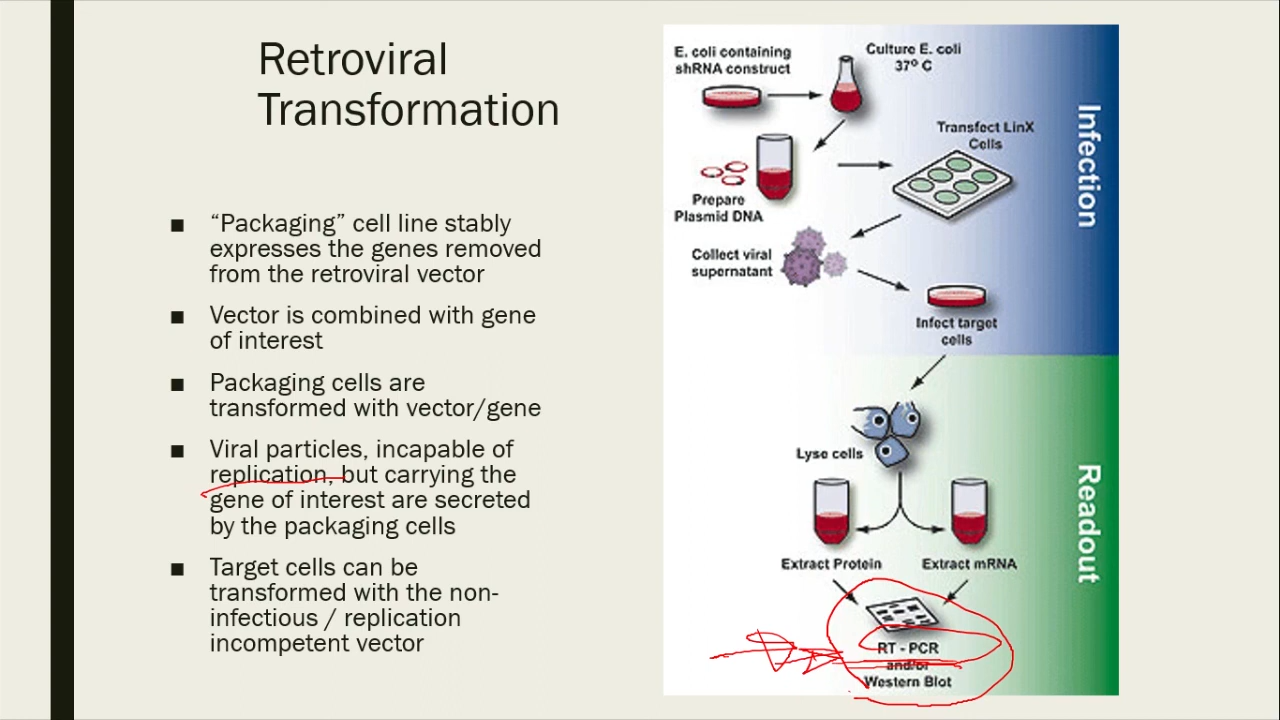 Retroviral
Transformation
■ “Packaging” cell line stably
expresses the genes removed
from the retroviral vector
■ Vector is combined with gene
of interest
■ Packaging cells are
transformed with vector/gene
■ Viral particles, incapable of
replication, but carrying the
gene of interest are secreted
by the packaging cells
■ Target cells can be
transformed with the non-
infectious / replication
incompetent vector
E. coli containing
shRNA construct
Culture E. coli
37º C
Transfect LinX
Cells
Prepare
Plasmid DNA
Collect viral
supernatant
Infect target
cells
Infection
Lyse cells
Extract Protein
Extract mRNA
RT - PCR
and/or
Western Blot
Readout